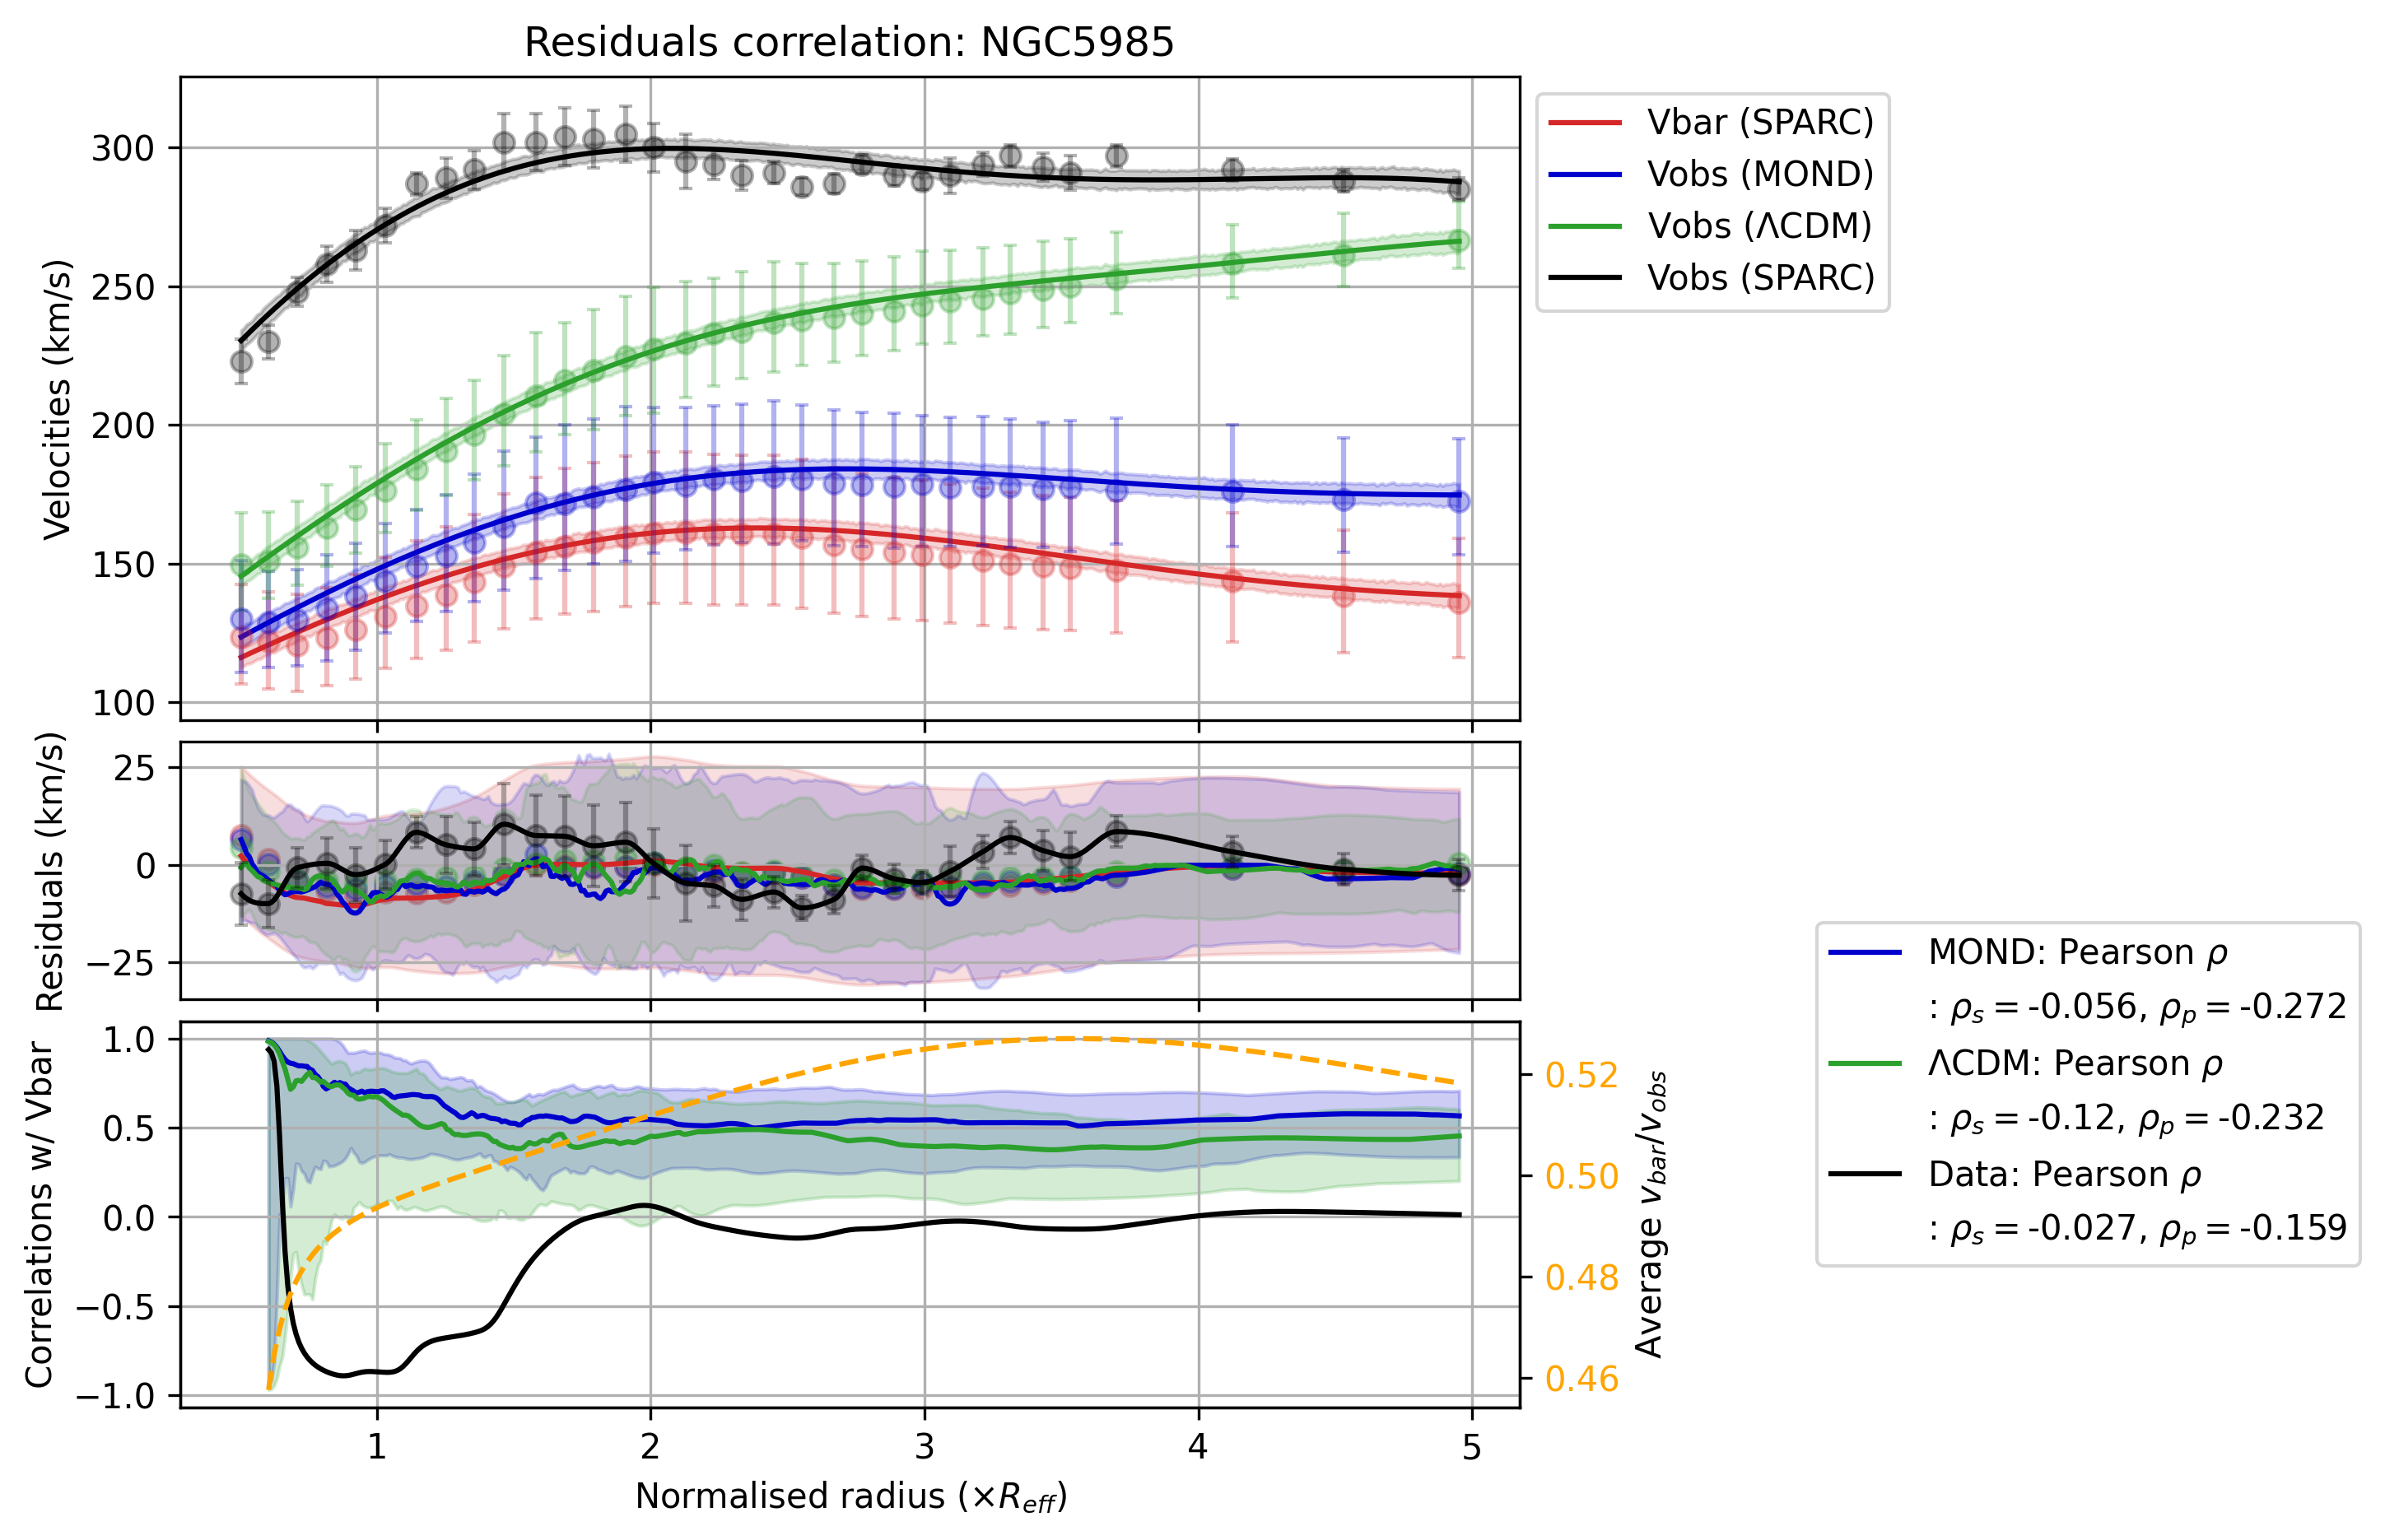 Residuals correlation: NGC5985
Velocities (km/s)
300
250
200
150
100
Vbar (SPARC)
Vobs (MOND)
Vobs (ΛCDM)
Vobs (SPARC)
Residuals (km/s)
25
0
−25
Correlations w/ Vbar
1.0
0.5
0.0
−0.5
−1.0
0.52
0.50
0.48
0.46
Average v_bar/v_obs
MOND: Pearson ρ
: ρ_s = -0.056, ρ_p = -0.272
ΛCDM: Pearson ρ
: ρ_s = -0.12, ρ_p = -0.232
Data: Pearson ρ
: ρ_s = -0.027, ρ_p = -0.159
1 2 3 4 5
Normalised radius (×R_eff)